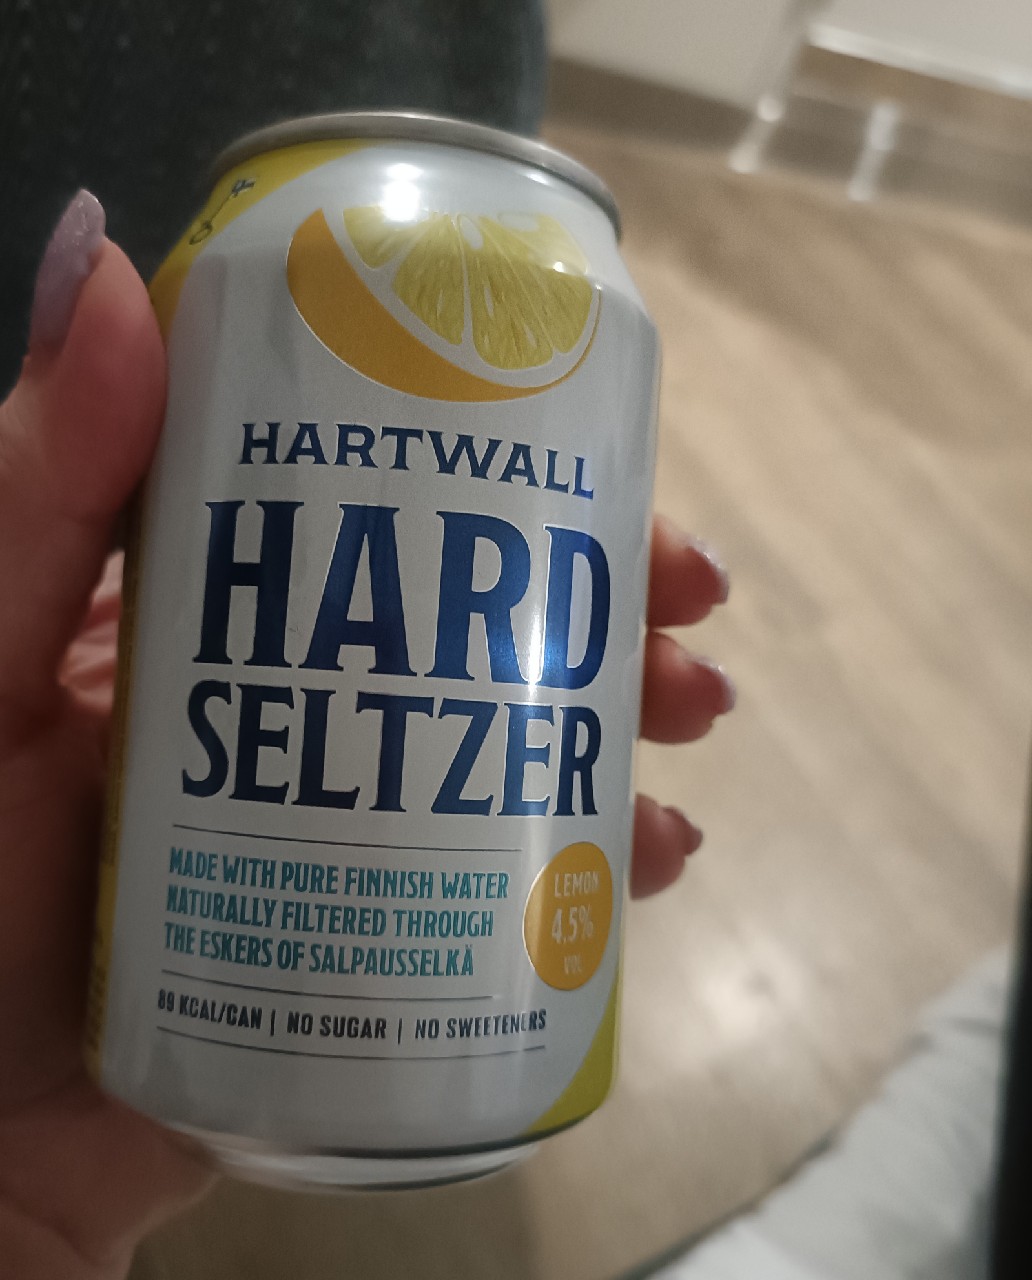 HARTWALL
HARD
SELTZER
MADE WITH PURE FINNISH WATER
NATURALLY FILTERED THROUGH
THE ESKERS OF SALPAUSSELKÄ
LEMON
4.5%
VOL
89 KCAL/CAN | NO SUGAR | NO SWEETENERS